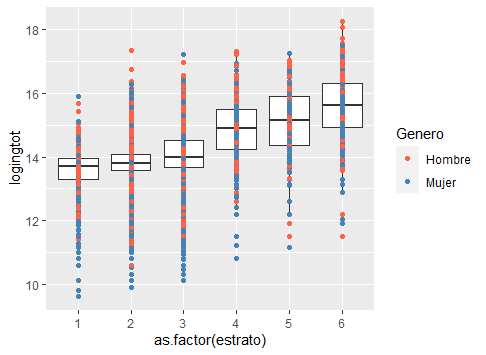 18
16
14
12
10
logingtot
1 2 3 4 5 6
as.factor(estrato)
Genero
Hombre
Mujer